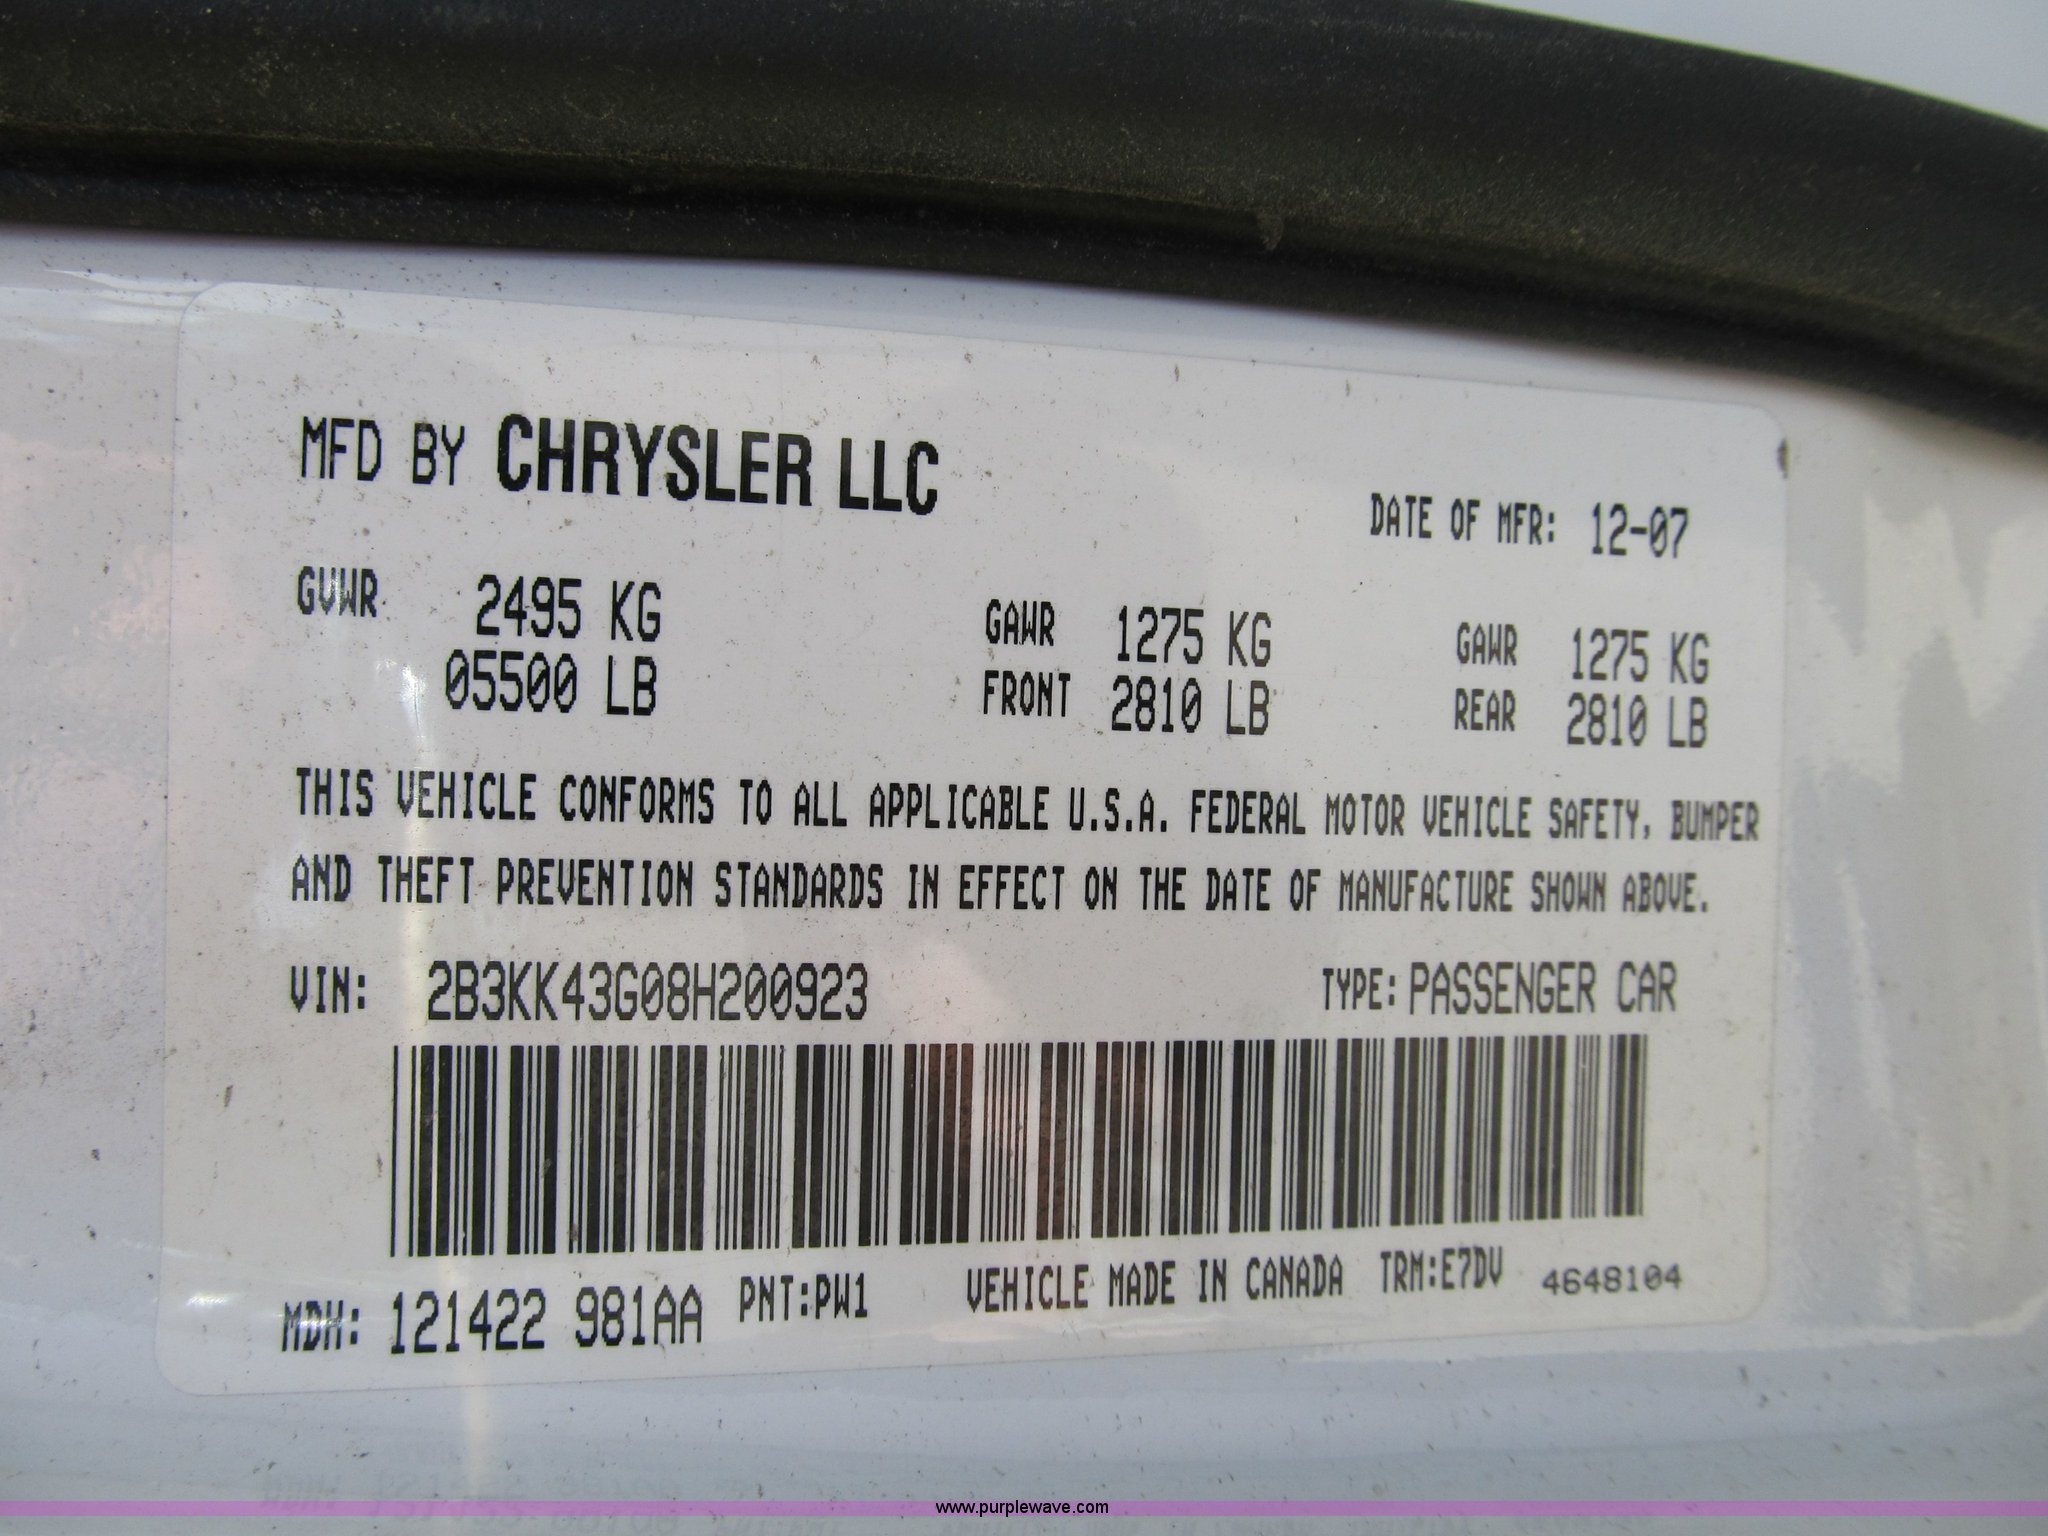 MFD BY CHRYSLER LLC
DATE OF MFR: 12-07
GVWR 2495 KG
05500 LB
GAWR FRONT 1275 KG
2810 LB
GAWR REAR 1275 KG
2810 LB
THIS VEHICLE CONFORMS TO ALL APPLICABLE U.S.A. FEDERAL MOTOR VEHICLE SAFETY, BUMPER
AND THEFT PREVENTION STANDARDS IN EFFECT ON THE DATE OF MANUFACTURE SHOWN ABOVE.
VIN: 2B3KK43G08H200923 TYPE: PASSENGER CAR
MDH: 121422 981AA PNT:PW1 VEHICLE MADE IN CANADA TRM:E7DV 4648104
www.purplewave.com